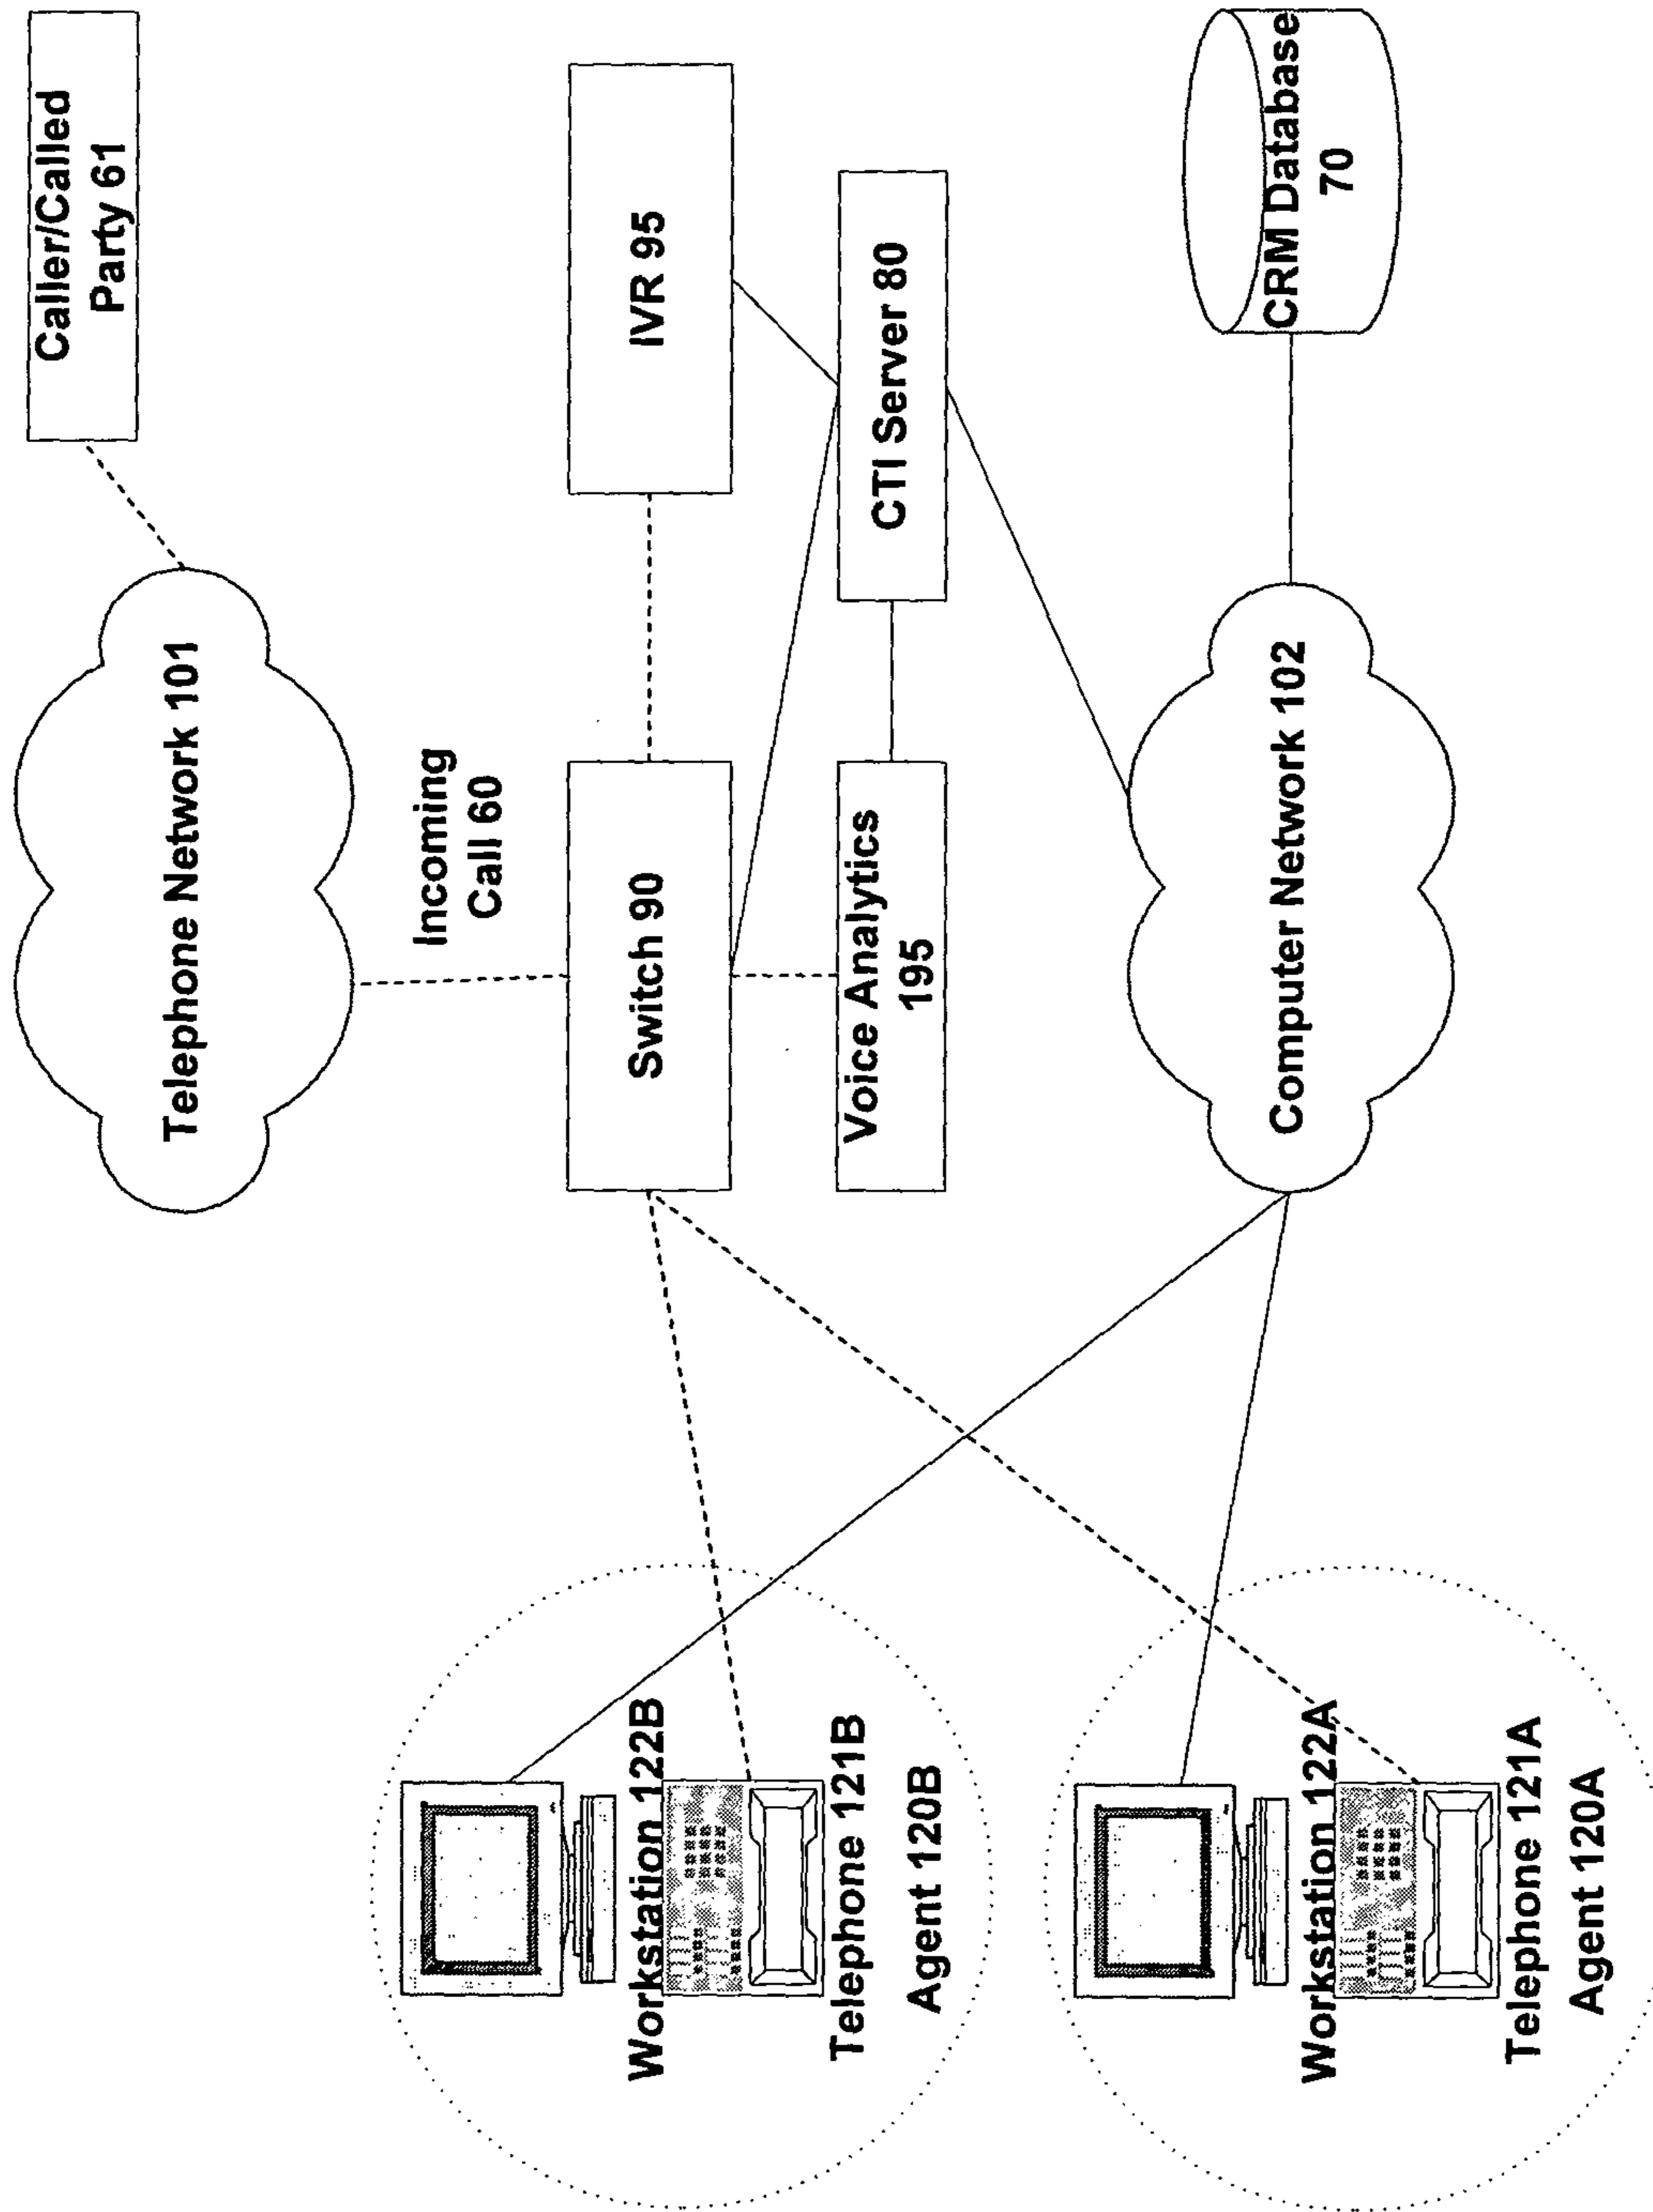 Caller/Called
Party 61
Telephone Network 101
Incoming
Call 60
IVR 95
Switch 90
CTI Server 80
Voice Analytics
195
CRM Database
70
Computer Network 102
Workstation 122B
Telephone 121B
Agent 120B
Workstation 122A
Telephone 121A
Agent 120A